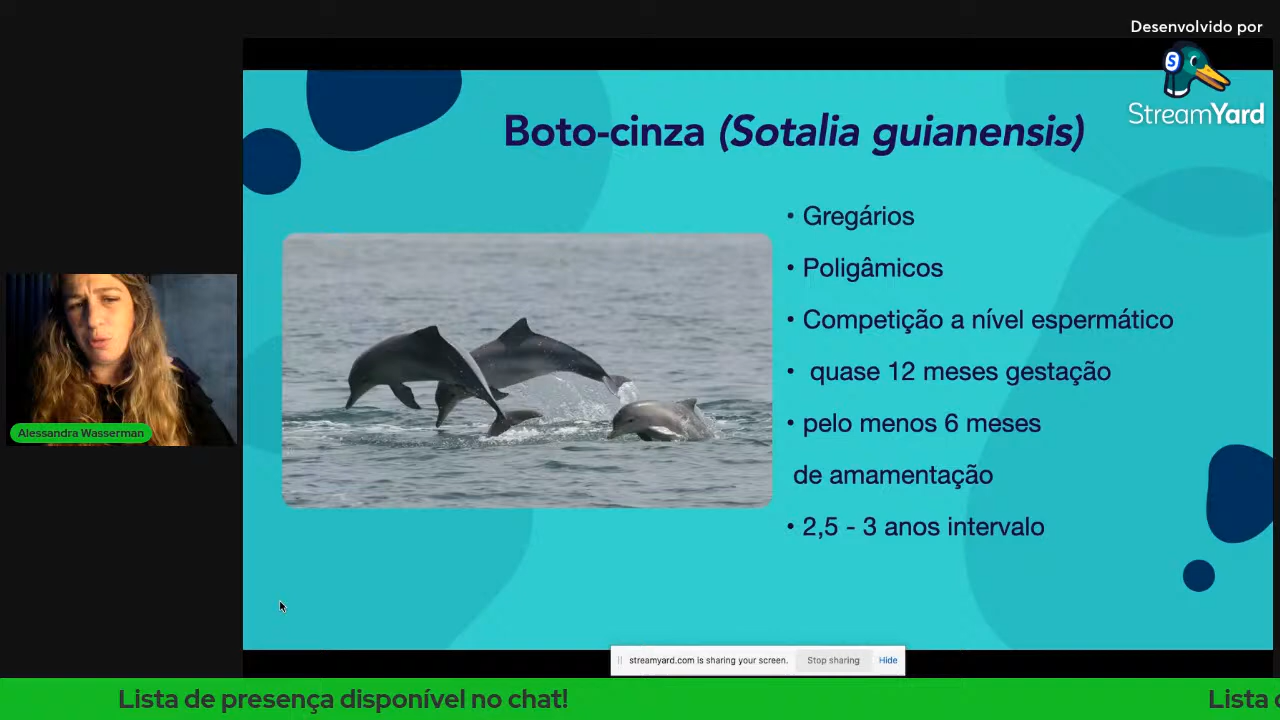 Desenvolvido por
StreamYard
Boto-cinza (Sotalia guianensis)
• Gregários
• Poligâmicos
• Competição a nível espermático
• quase 12 meses gestação
• pelo menos 6 meses
de amamentação
• 2,5 - 3 anos intervalo
Alessandra Wasserman
streamyard.com is sharing your screen. Stop sharing Hide
Lista de presença disponível no chat! Lista